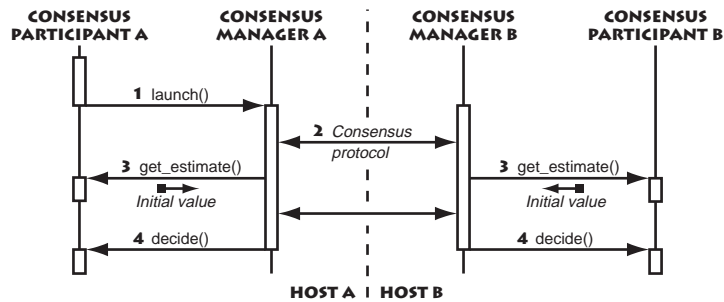 CONSENSUS PARTICIPANT A
CONSENSUS MANAGER A
CONSENSUS MANAGER B
CONSENSUS PARTICIPANT B
1 launch()
2 Consensus protocol
3 get_estimate()
Initial value
3 get_estimate()
Initial value
4 decide()
4 decide()
HOST A
HOST B